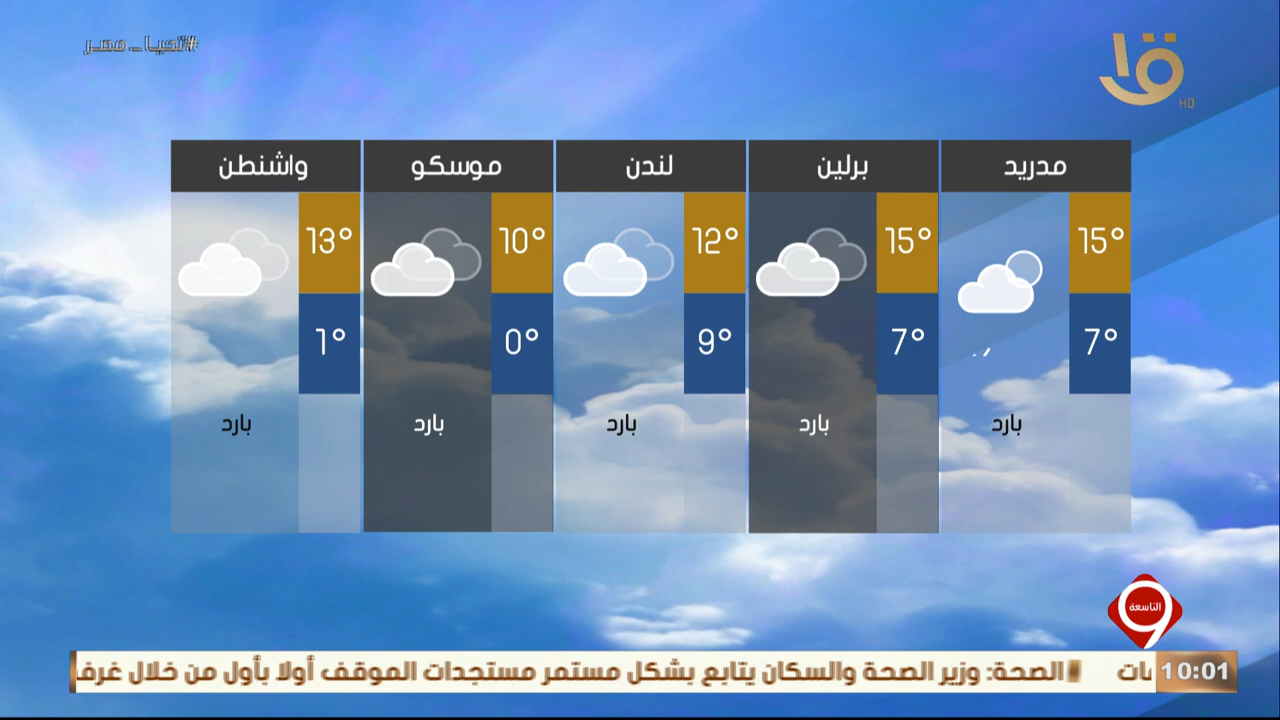 #تحيا_مصر
HD
مدريد
15°
7°
بارد
برلين
15°
7°
بارد
لندن
12°
9°
بارد
موسكو
10°
0°
بارد
واشنطن
13°
1°
بارد
التاسعة
9
10:01
الصحة: وزير الصحة والسكان يتابع بشكل مستمر مستجدات الموقف أولا بأول من خلال غرف